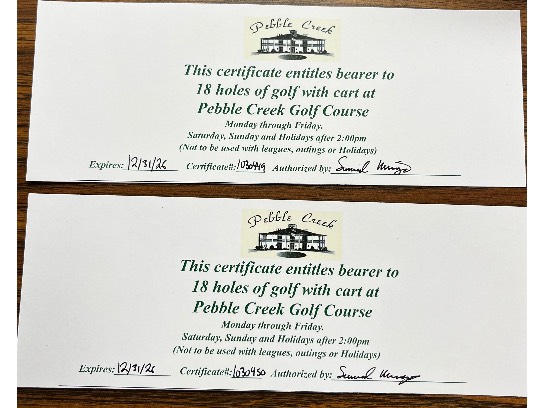 Pebble Creek
This certificate entitles bearer to
18 holes of golf with cart at
Pebble Creek Golf Course
Monday through Friday.
Saturday, Sunday and Holidays after 2:00pm
(Not to be used with leagues, outings or Holidays)
Expires: 12/31/26 Certificate#: 1030449 Authorized by:
Pebble Creek
This certificate entitles bearer to
18 holes of golf with cart at
Pebble Creek Golf Course
Monday through Friday.
Saturday, Sunday and Holidays after 2:00pm
(Not to be used with leagues, outings or Holidays)
Expires: 12/31/26 Certificate#: 1030450 Authorized by: